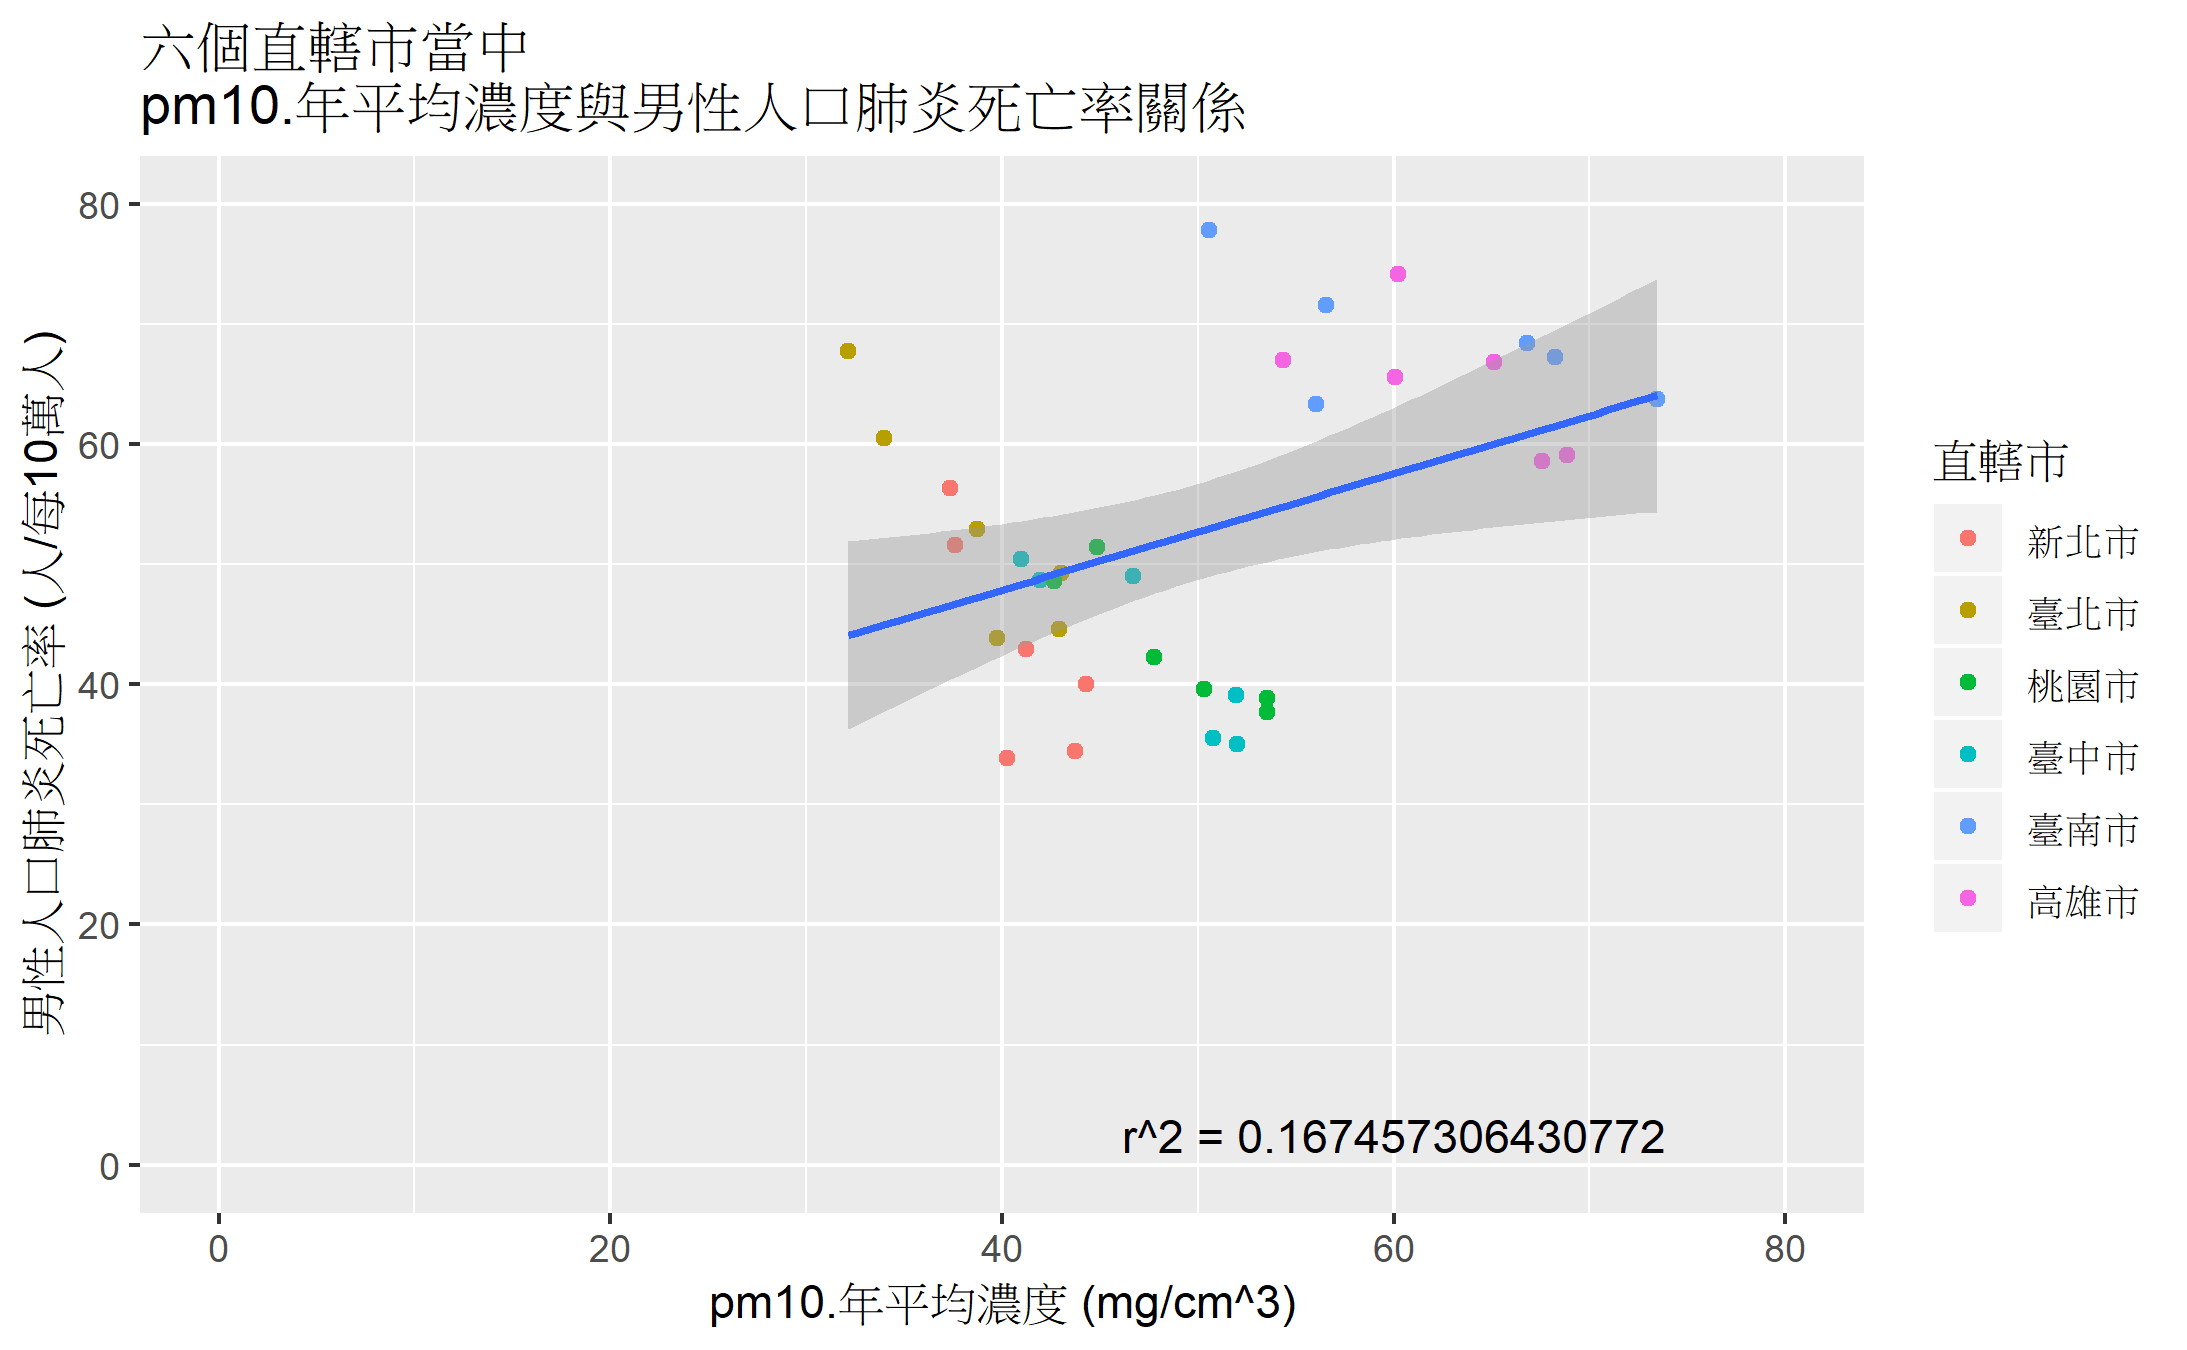 六個直轄市當中
pm10.年平均濃度與男性人口肺炎死亡率關係
男性人口肺炎死亡率 (人/每10萬人)
80
60
40
20
0
r^2 = 0.167457306430772
0
20
40
60
80
pm10.年平均濃度 (mg/cm^3)
直轄市
新北市
臺北市
桃園市
臺中市
臺南市
高雄市